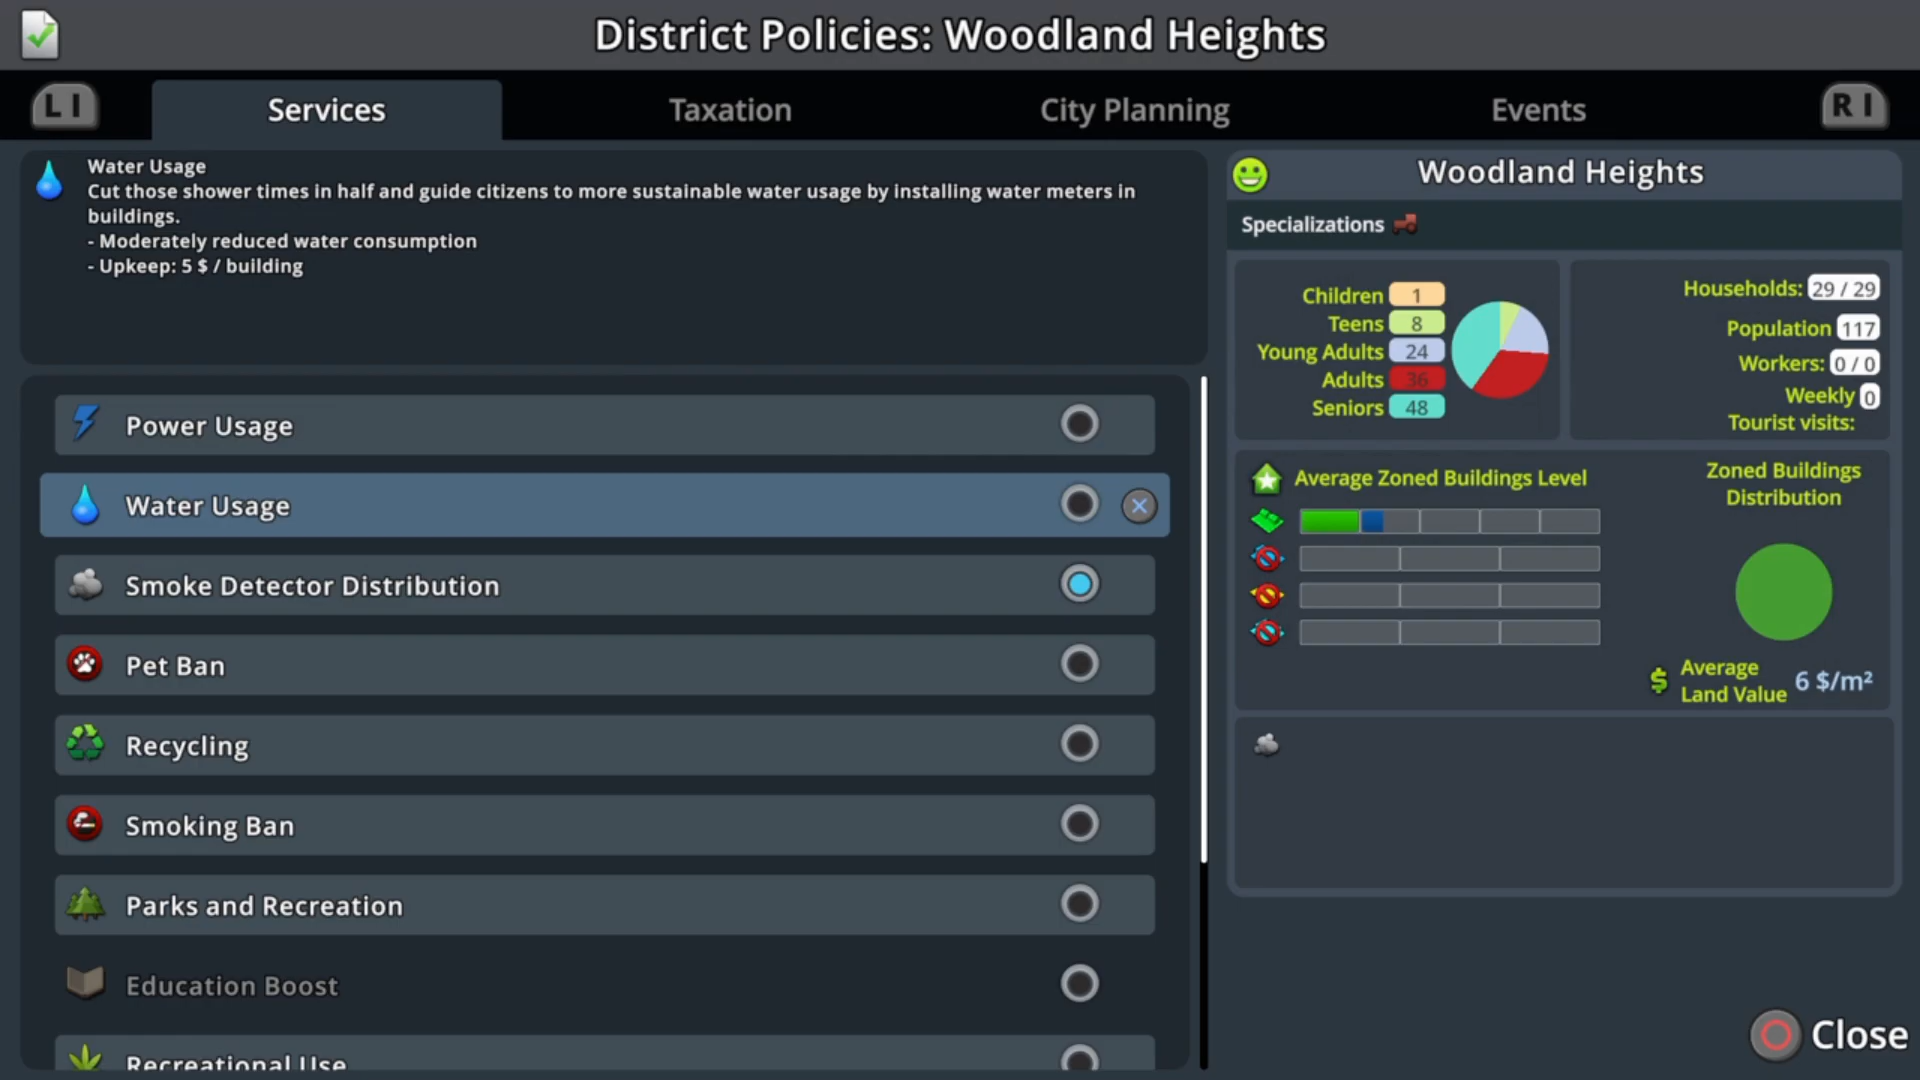 District Policies: Woodland Heights
L1
Services
Taxation
City Planning
Events
R1
Water Usage
Cut those shower times in half and guide citizens to more sustainable water usage by installing water meters in
buildings.
- Moderately reduced water consumption
- Upkeep: 5 $ / building
Power Usage
Water Usage
Smoke Detector Distribution
Pet Ban
Recycling
Smoking Ban
Parks and Recreation
Education Boost
Recreational Use
Woodland Heights
Specializations
Children 1
Teens 8
Young Adults 24
Adults 36
Seniors 48
Households: 29 / 29
Population 117
Workers: 0 / 0
Weekly 0
Tourist visits:
Average Zoned Buildings Level
Zoned Buildings
Distribution
$ Average
Land Value 6 $/m²
Close